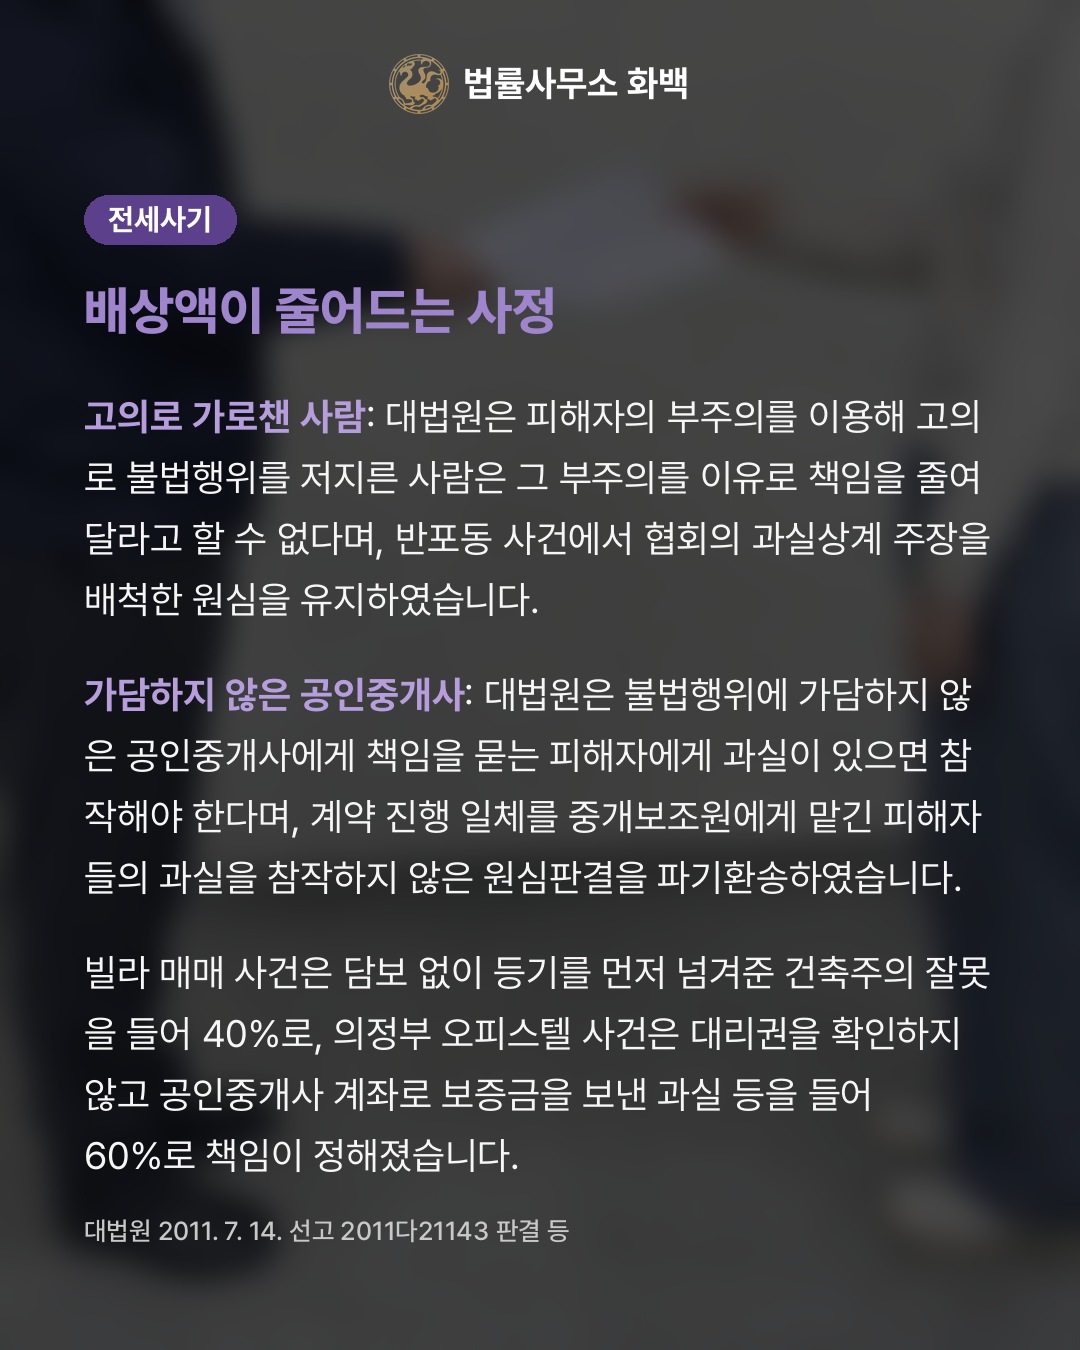 법률사무소 화백
전세사기
배상액이 줄어드는 사정
고의로 가로챈 사람: 대법원은 피해자의 부주의를 이용해 고의
로 불법행위를 저지른 사람은 그 부주의를 이유로 책임을 줄여
달라고 할 수 없다며, 반포동 사건에서 협회의 과실상계 주장을
배척한 원심을 유지하였습니다.
가담하지 않은 공인중개사: 대법원은 불법행위에 가담하지 않
은 공인중개사에게 책임을 묻는 피해자에게 과실이 있으면 참
작해야 한다며, 계약 진행 일체를 중개보조원에게 맡긴 피해자
들의 과실을 참작하지 않은 원심판결을 파기환송하였습니다.
빌라 매매 사건은 담보 없이 등기를 먼저 넘겨준 건축주의 잘못
을 들어 40%로, 의정부 오피스텔 사건은 대리권을 확인하지
않고 공인중개사 계좌로 보증금을 보낸 과실 등을 들어
60%로 책임이 정해졌습니다.
대법원 2011. 7. 14. 선고 2011다21143 판결 등